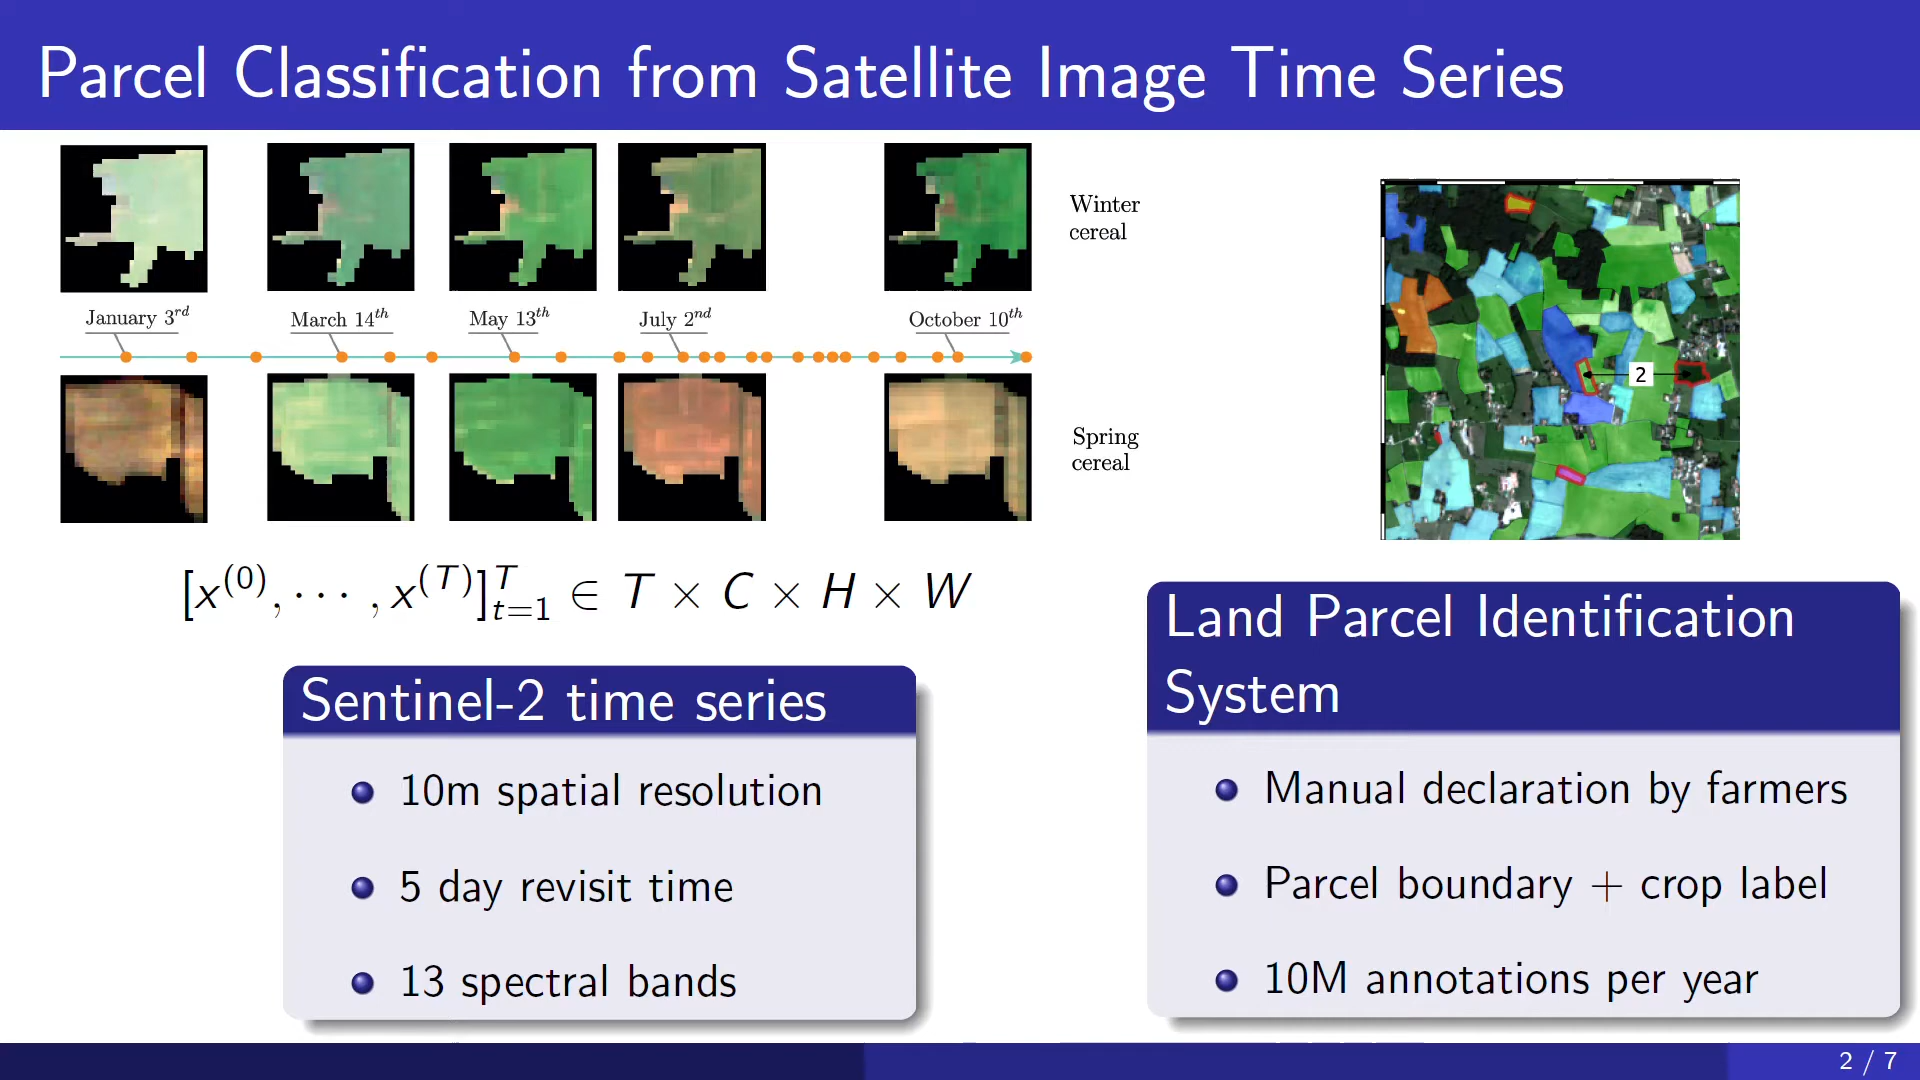 Parcel Classification from Satellite Image Time Series
Winter
cereal
January 3rd
March 14th
May 13th
July 2nd
October 10th
2
Spring
cereal
[x^(0), ··· , x^(T)]^T_{t=1} ∈ T × C × H × W
Sentinel-2 time series
10m spatial resolution
5 day revisit time
13 spectral bands
Land Parcel Identification
System
Manual declaration by farmers
Parcel boundary + crop label
10M annotations per year
2 / 7